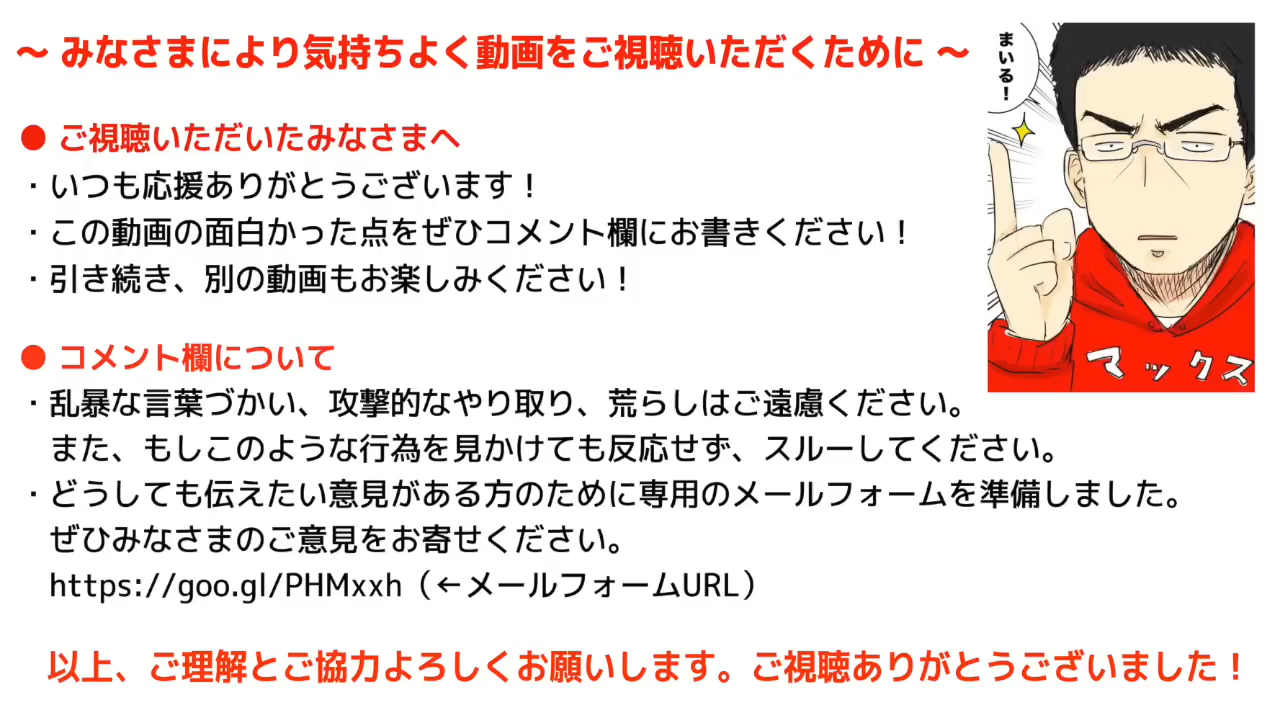 ～ みなさまにより気持ちよく動画をご視聴いただくために ～
まいる！
● ご視聴いただいたみなさまへ
・いつも応援ありがとうございます！
・この動画の面白かった点をぜひコメント欄にお書きください！
・引き続き、別の動画もお楽しみください！
マックス
● コメント欄について
・乱暴な言葉づかい、攻撃的なやり取り、荒らしはご遠慮ください。
また、もしこのような行為を見かけても反応せず、スルーしてください。
・どうしても伝えたい意見がある方のために専用のメールフォームを準備しました。
ぜひみなさまのご意見をお寄せください。
https://goo.gl/PHMxxh（←メールフォームURL）
以上、ご理解とご協力よろしくお願いします。ご視聴ありがとうございました！